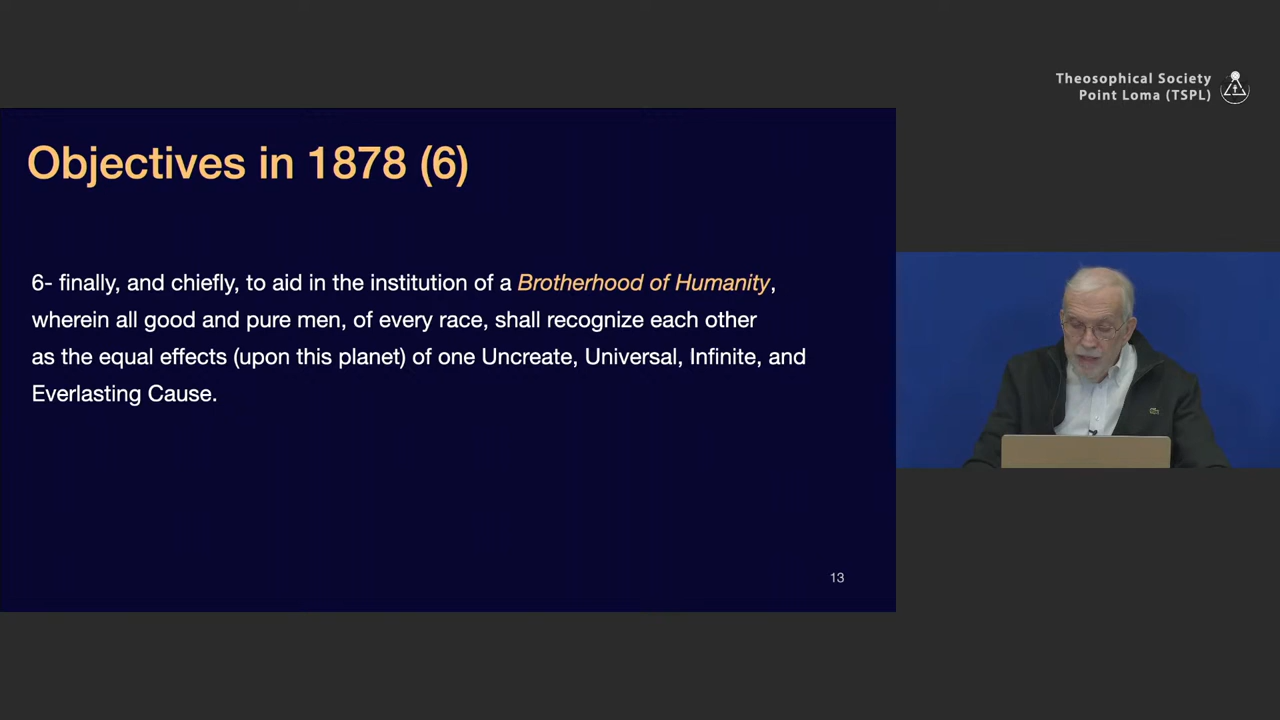 Theosophical Society
Point Loma (TSPL)
Objectives in 1878 (6)
6- finally, and chiefly, to aid in the institution of a Brotherhood of Humanity,
wherein all good and pure men, of every race, shall recognize each other
as the equal effects (upon this planet) of one Uncreate, Universal, Infinite, and
Everlasting Cause.
13